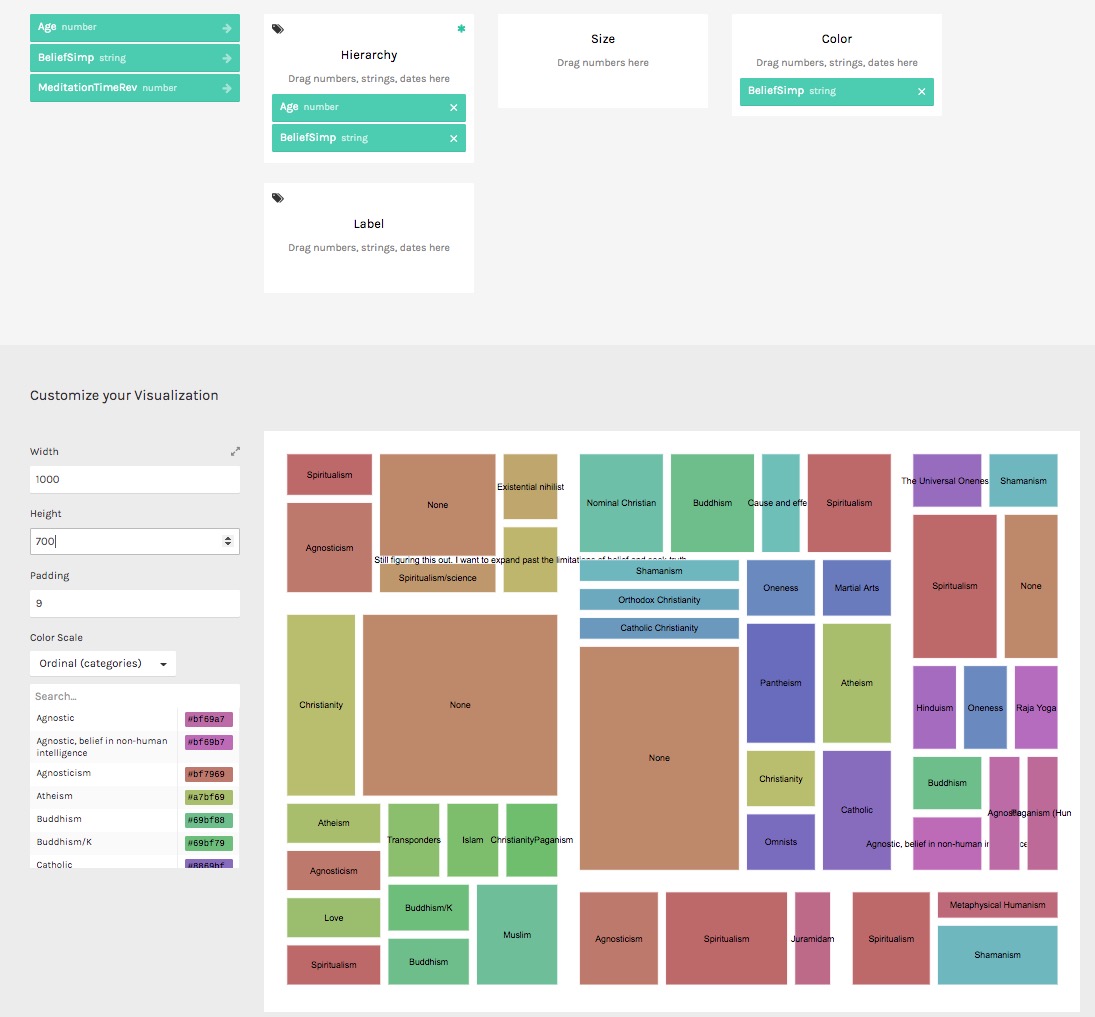 Age number
BeliefSimp string
MeditationTimeRev number
Hierarchy
Drag numbers, strings, dates here
Age number
BeliefSimp string
Size
Drag numbers here
Color
Drag numbers, strings, dates here
BeliefSimp string
Label
Drag numbers, strings, dates here
Customize your Visualization
Width
1000
Height
700
Padding
9
Color Scale
Ordinal (categories)
Search...
Agnostic #bf69a7
Agnostic, belief in non-human #bf69b7
intelligence
Agnosticism #bf7969
Atheism #a7bf69
Buddhism #69bf88
Buddhism/K #69bf79
Catholic #8869bf
Spiritualism
Agnosticism
None
Existential nihilist
Still figuring this out. I want to expand past the limitations of belief and seek truth
Spiritualism/science
Christianity
None
Atheism
Agnosticism
Love
Spiritualism
Transponders
Islam
ChristianityPaganism
Buddhism/K
Buddhism
Muslim
Nominal Christian
Buddhism
Cause and effe
Spiritualism
Shamanism
Orthodox Christianity
Catholic Christianity
None
Oneness
Martial Arts
Pantheism
Atheism
Christianity
Omnists
Catholic
The Universal Onenes
Shamanism
Spiritualism
None
Hinduism
Oneness
Raja Yoga
Buddhism
Agnostic, belief in non-human
Paganism (Hun
Agnosticism
Spiritualism
Juramidam
Spiritualism
Metaphysical Humanism
Shamanism